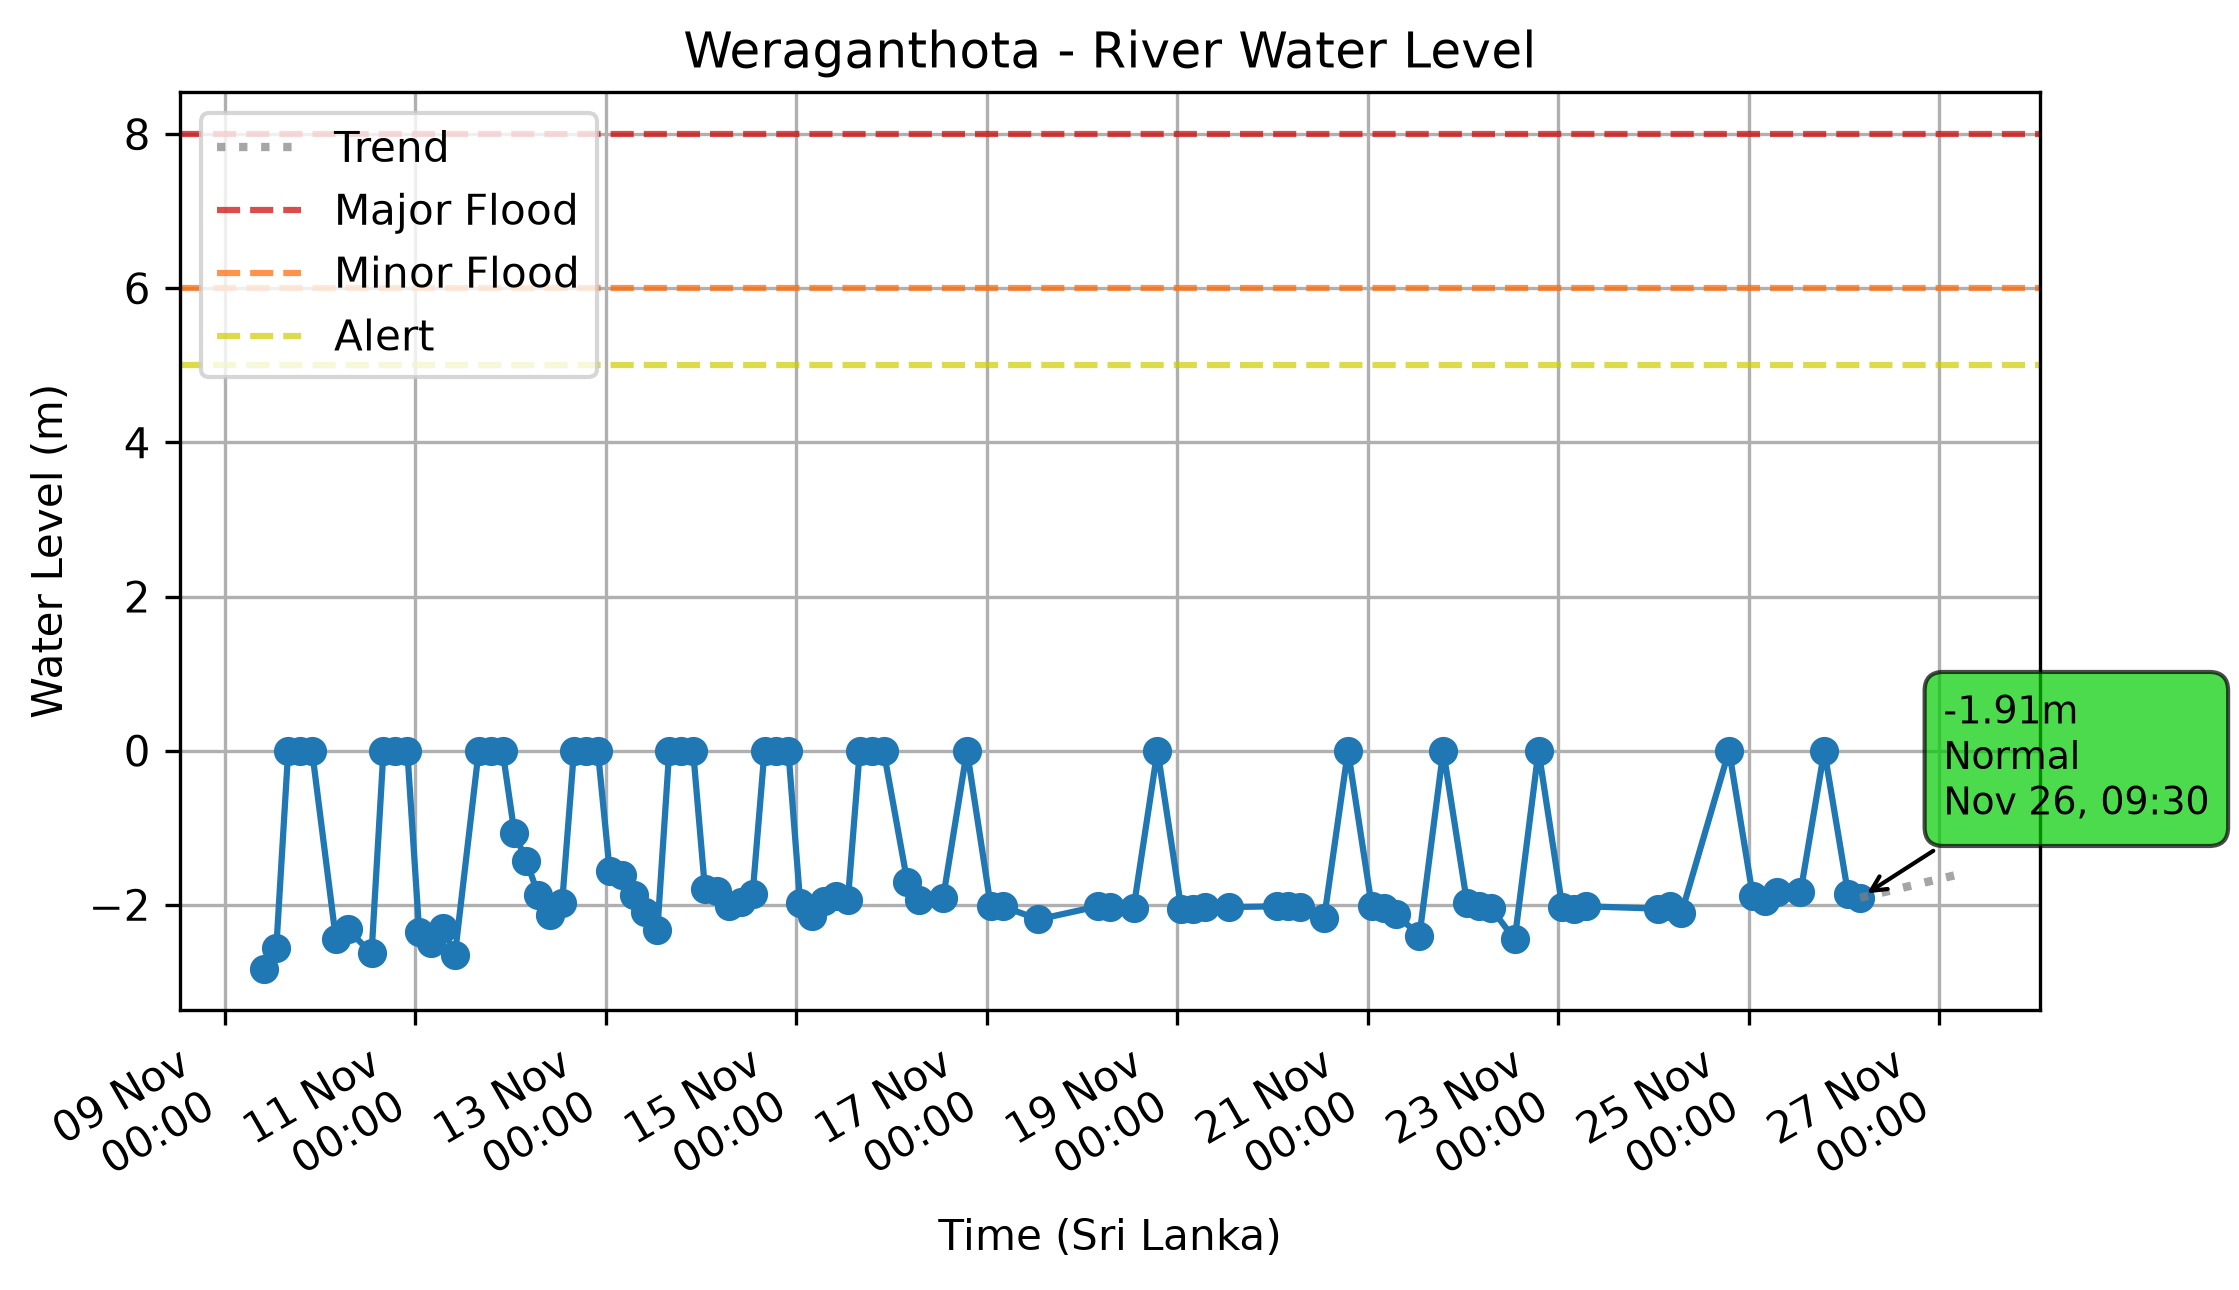 Weraganthota - River Water Level
Trend
Major Flood
Minor Flood
Alert
Water Level (m)
8
6
4
2
0
−2
-1.91m
Normal
Nov 26, 09:30
09 Nov
00:00
11 Nov
00:00
13 Nov
00:00
15 Nov
00:00
17 Nov
00:00
19 Nov
00:00
21 Nov
00:00
23 Nov
00:00
25 Nov
00:00
27 Nov
00:00
Time (Sri Lanka)